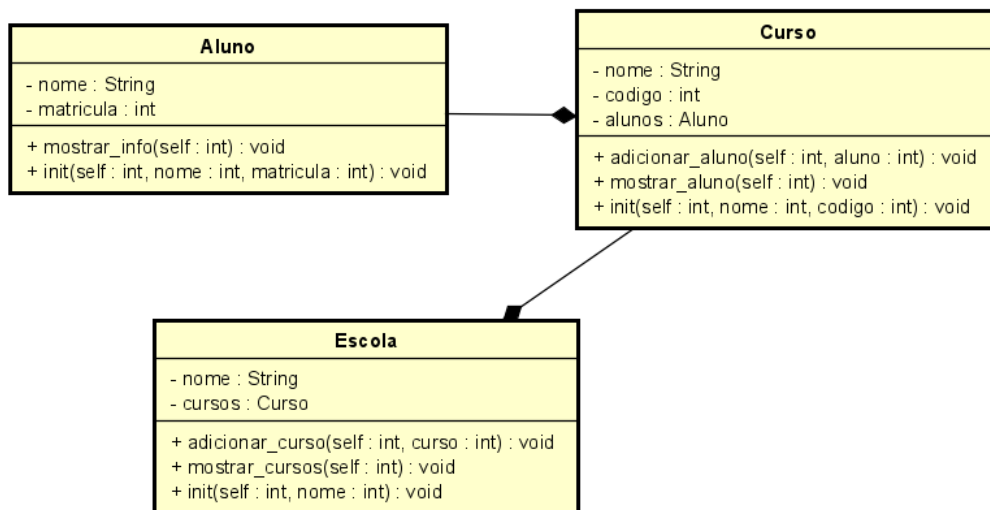 Aluno
- nome : String
- matricula : int
+ mostrar_info(self : int) : void
+ init(self : int, nome : int, matricula : int) : void
Curso
- nome : String
- codigo : int
- alunos : Aluno
+ adicionar_aluno(self : int, aluno : int) : void
+ mostrar_aluno(self : int) : void
+ init(self : int, nome : int, codigo : int) : void
Escola
- nome : String
- cursos : Curso
+ adicionar_curso(self : int, curso : int) : void
+ mostrar_cursos(self : int) : void
+ init(self : int, nome : int) : void